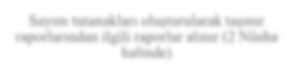 Sayım tutanakları oluşturularak taşınır
raporlarından ilgili raporlar alınır (2 Nüsha
halinde)